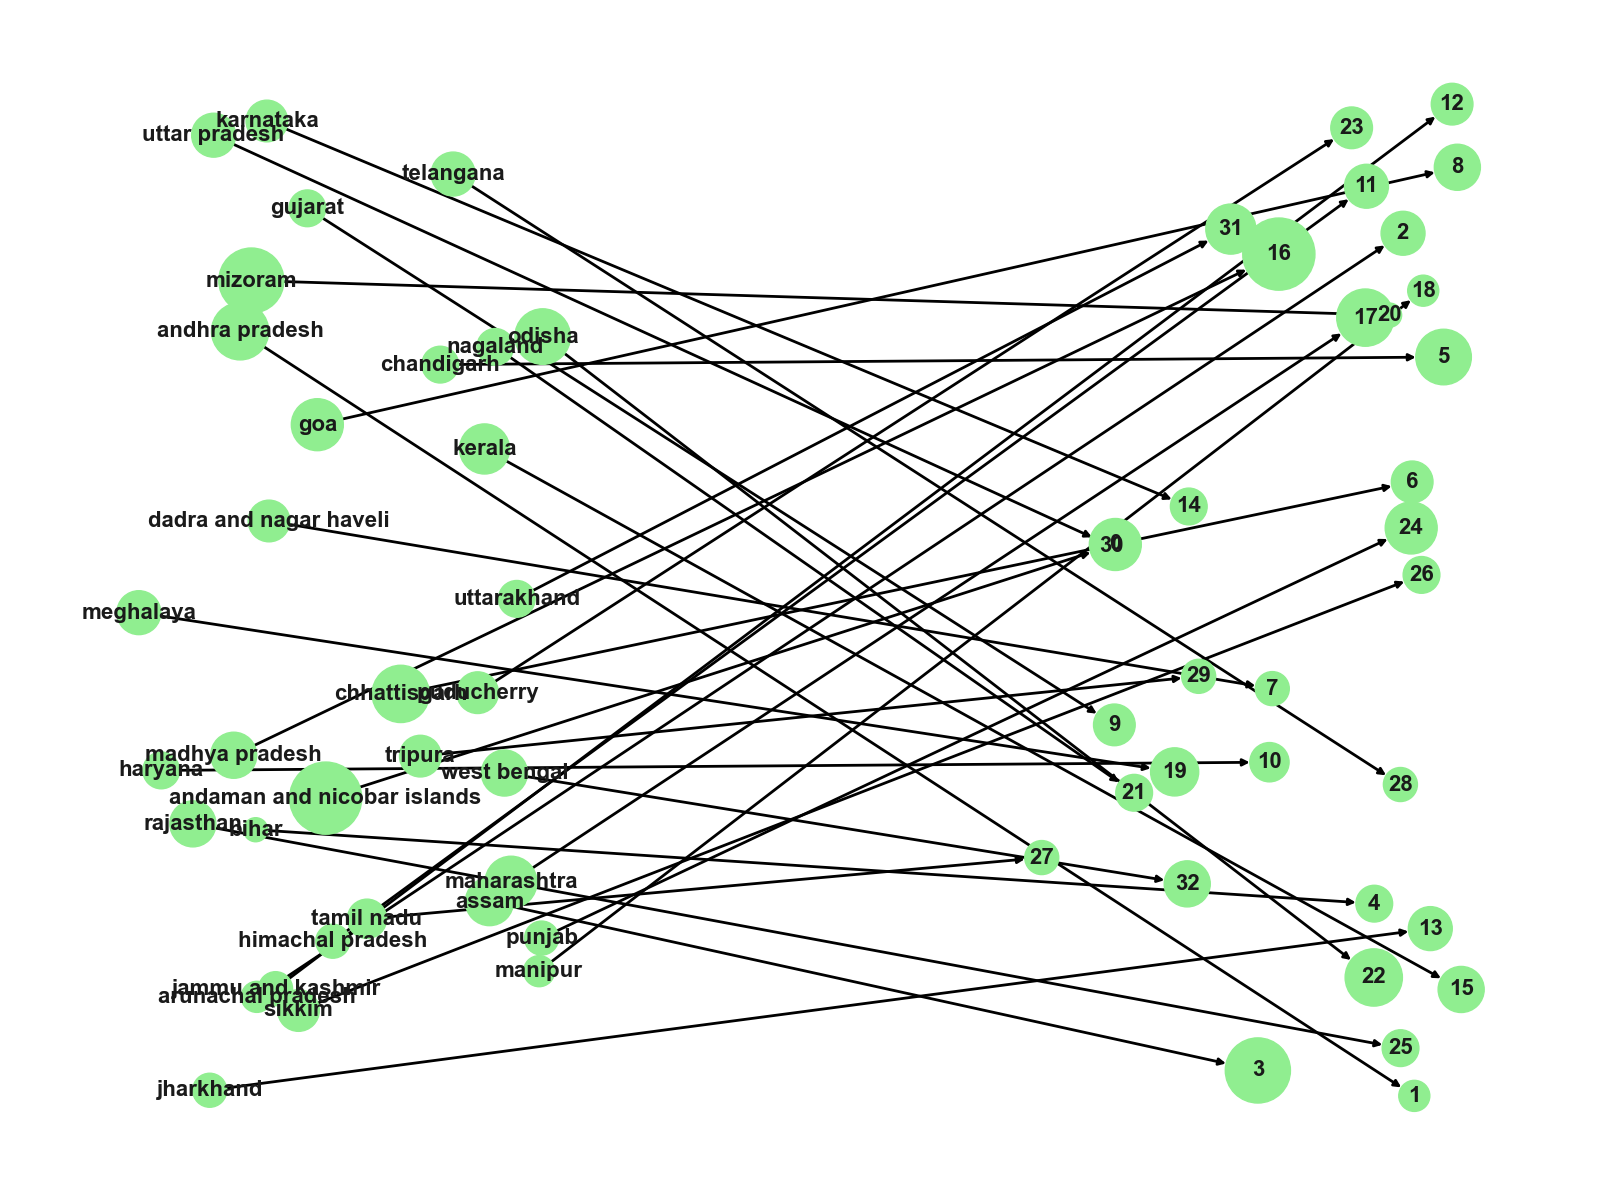 karnataka
uttar pradesh
telangana
gujarat
mizoram
andhra pradesh
odisha
nagaland
chandigarh
goa
kerala
dadra and nagar haveli
meghalaya
uttarakhand
chhattisgarh
puducherry
madhya pradesh
haryana
tripura
west bengal
andaman and nicobar islands
rajasthan
bihar
maharashtra
assam
tamil nadu
himachal pradesh
punjab
manipur
jammu and kashmir
arunachal pradesh
sikkim
jharkhand
12
23
8
11
31
2
16
18
17
20
5
6
14
24
30
0
26
29
7
9
10
19
28
21
27
32
4
13
22
15
25
3
1